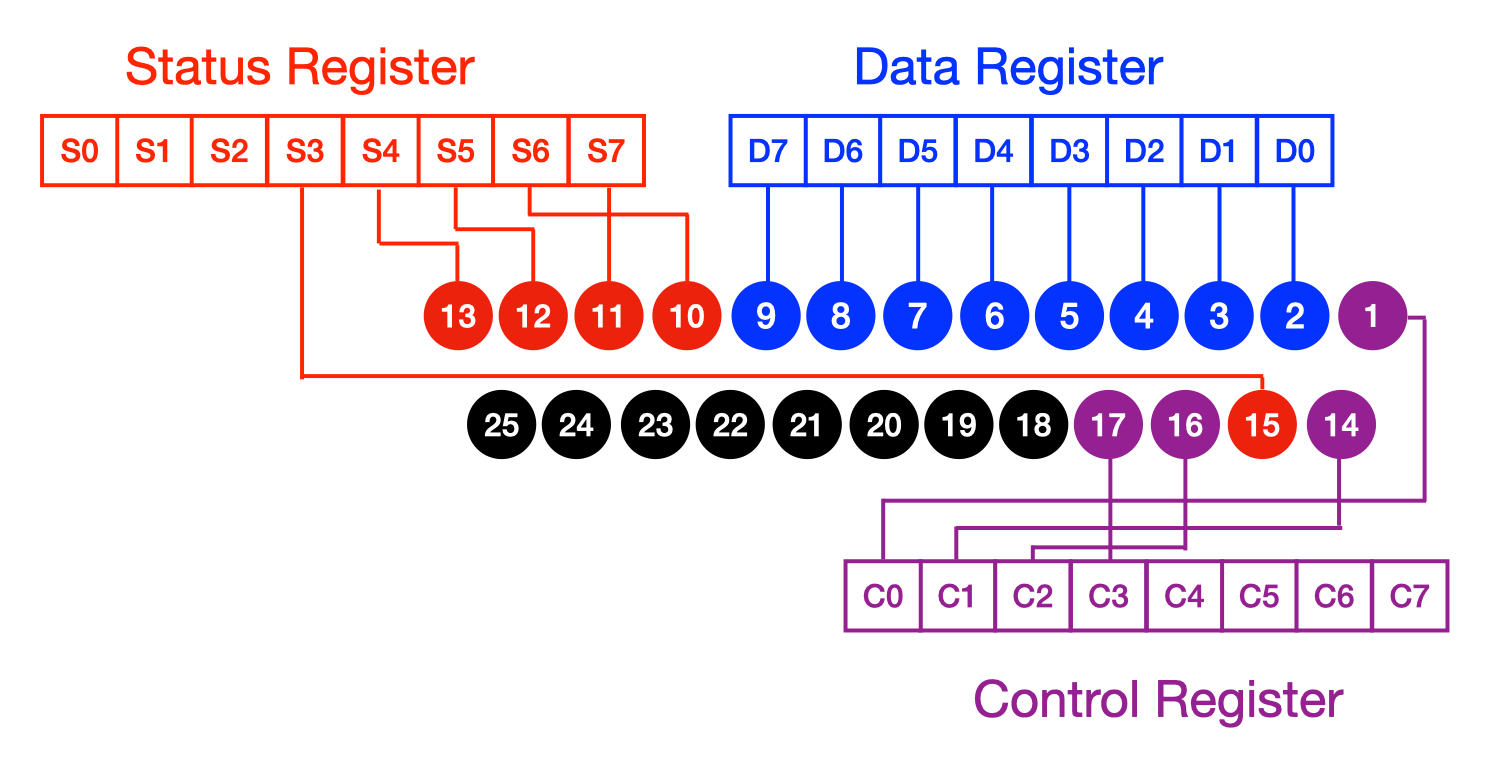 Status Register
Data Register
S0 S1 S2 S3 S4 S5 S6 S7
D7 D6 D5 D4 D3 D2 D1 D0
13 12 11 10 9 8 7 6 5 4 3 2 1
25 24 23 22 21 20 19 18 17 16 15 14
C0 C1 C2 C3 C4 C5 C6 C7
Control Register